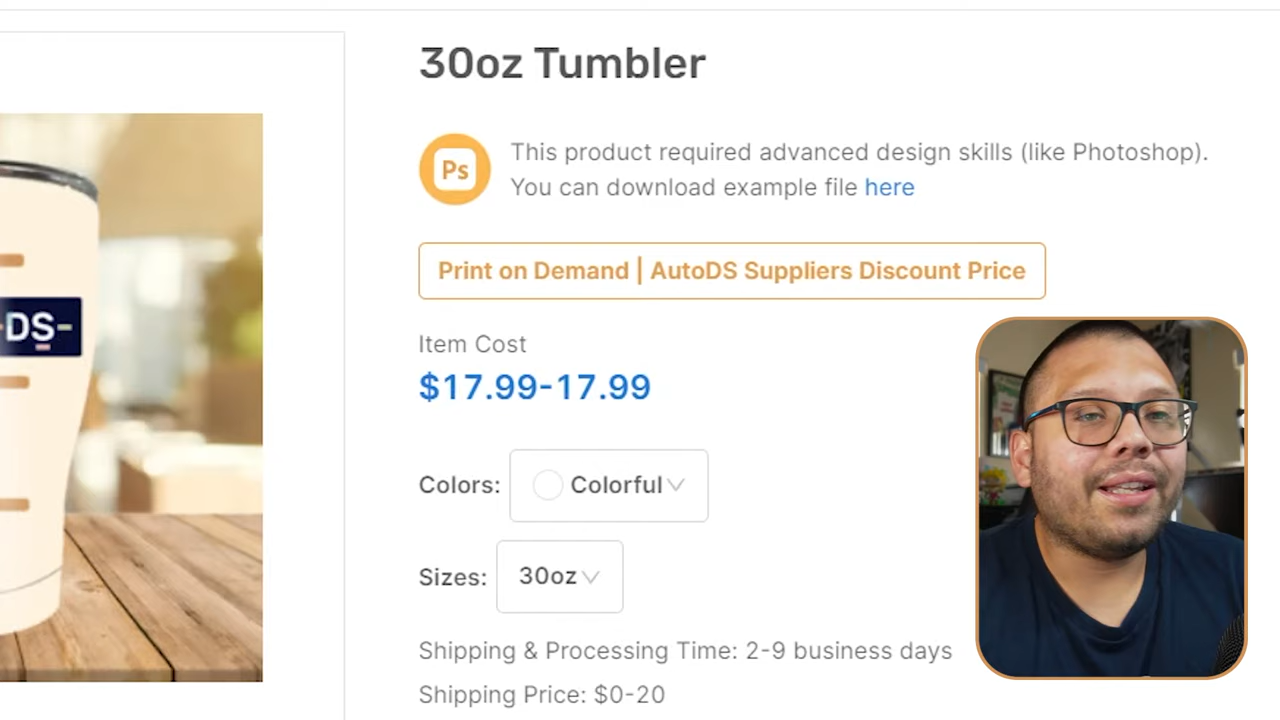 30oz Tumbler
Ps
This product required advanced design skills (like Photoshop).
You can download example file here
Print on Demand | AutoDS Suppliers Discount Price
DS-
Item Cost
$17.99-17.99
Colors: Colorful
Sizes: 30oz
Shipping & Processing Time: 2-9 business days
Shipping Price: $0-20